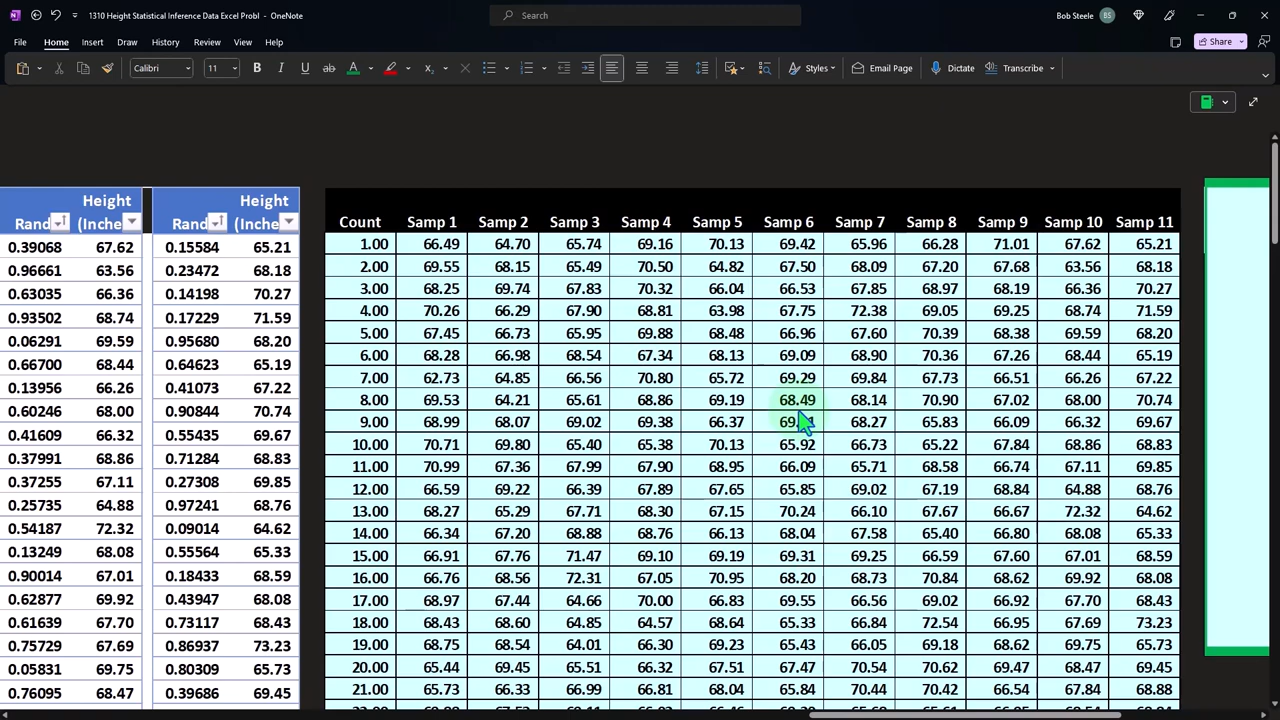 1310 Height Statistical Inference Data Excel Probl - OneNote
Search
Bob Steele BS
File Home Insert Draw History Review View Help
Share
Calibri 11 B I U ab A x Styles Email Page Dictate Transcribe
Height Height
Rand (Inche Rand (Inche
0.39068 67.62 0.15584 65.21
0.96661 63.56 0.23472 68.18
0.63035 66.36 0.14198 70.27
0.93502 68.74 0.17229 71.59
0.06291 69.59 0.95680 68.20
0.66700 68.44 0.64623 65.19
0.13956 66.26 0.41073 67.22
0.60246 68.00 0.90844 70.74
0.41609 66.32 0.55435 69.67
0.37991 68.86 0.71284 68.83
0.37255 67.11 0.27308 69.85
0.25735 64.88 0.97241 68.76
0.54187 72.32 0.09014 64.62
0.13249 68.08 0.55564 65.33
0.90014 67.01 0.18433 68.59
0.62877 69.92 0.43947 68.08
0.61639 67.70 0.73117 68.43
0.75729 67.69 0.86937 73.23
0.05831 69.75 0.80309 65.73
0.76095 68.47 0.39686 69.45
Count Samp 1 Samp 2 Samp 3 Samp 4 Samp 5 Samp 6 Samp 7 Samp 8 Samp 9 Samp 10 Samp 11
1.00 66.49 64.70 65.74 69.16 70.13 69.42 65.96 66.28 71.01 67.62 65.21
2.00 69.55 68.15 65.49 70.50 64.82 67.50 68.09 67.20 67.68 63.56 68.18
3.00 68.25 69.74 67.83 70.32 66.04 66.53 67.85 68.97 68.19 66.36 70.27
4.00 70.26 66.29 67.90 68.81 63.98 67.75 72.38 69.05 69.25 68.74 71.59
5.00 67.45 66.73 65.95 69.88 68.48 66.96 67.60 70.39 68.38 69.59 68.20
6.00 68.28 66.98 68.54 67.34 68.13 69.09 68.90 70.36 67.26 68.44 65.19
7.00 62.73 64.85 66.56 70.80 65.72 69.29 69.84 67.73 66.51 66.26 67.22
8.00 69.53 64.21 65.61 68.86 69.19 68.49 68.14 70.90 67.02 68.00 70.74
9.00 68.99 68.07 69.02 69.38 66.37 68.27 65.83 66.09 66.32 69.67
10.00 70.71 69.80 65.40 65.38 70.13 65.92 66.73 65.22 67.84 68.86 68.83
11.00 70.99 67.36 67.99 67.90 68.95 66.09 65.71 68.58 66.74 67.11 69.85
12.00 66.59 69.22 66.39 67.89 67.65 65.85 69.02 67.19 68.84 64.88 68.76
13.00 68.27 65.29 67.71 68.30 67.15 70.24 66.10 67.67 66.67 72.32 64.62
14.00 66.34 67.20 68.88 68.76 66.13 68.04 67.58 65.40 66.80 68.08 65.33
15.00 66.91 67.76 71.47 69.10 69.19 69.31 69.25 66.59 67.60 67.01 68.59
16.00 66.76 68.56 72.31 67.05 70.95 68.20 68.73 70.84 68.62 69.92 68.08
17.00 68.97 67.44 64.66 70.00 66.83 69.55 66.56 69.02 66.92 67.70 68.43
18.00 68.43 68.60 64.85 64.57 68.64 65.33 66.84 72.54 66.95 67.69 73.23
19.00 68.75 68.54 64.01 66.30 69.23 65.43 66.05 69.18 68.62 69.75 65.73
20.00 65.44 69.45 65.51 66.32 67.51 67.47 70.54 70.62 69.47 68.47 69.45
21.00 65.73 66.33 66.99 66.81 68.04 65.84 70.44 70.42 66.54 67.84 68.88